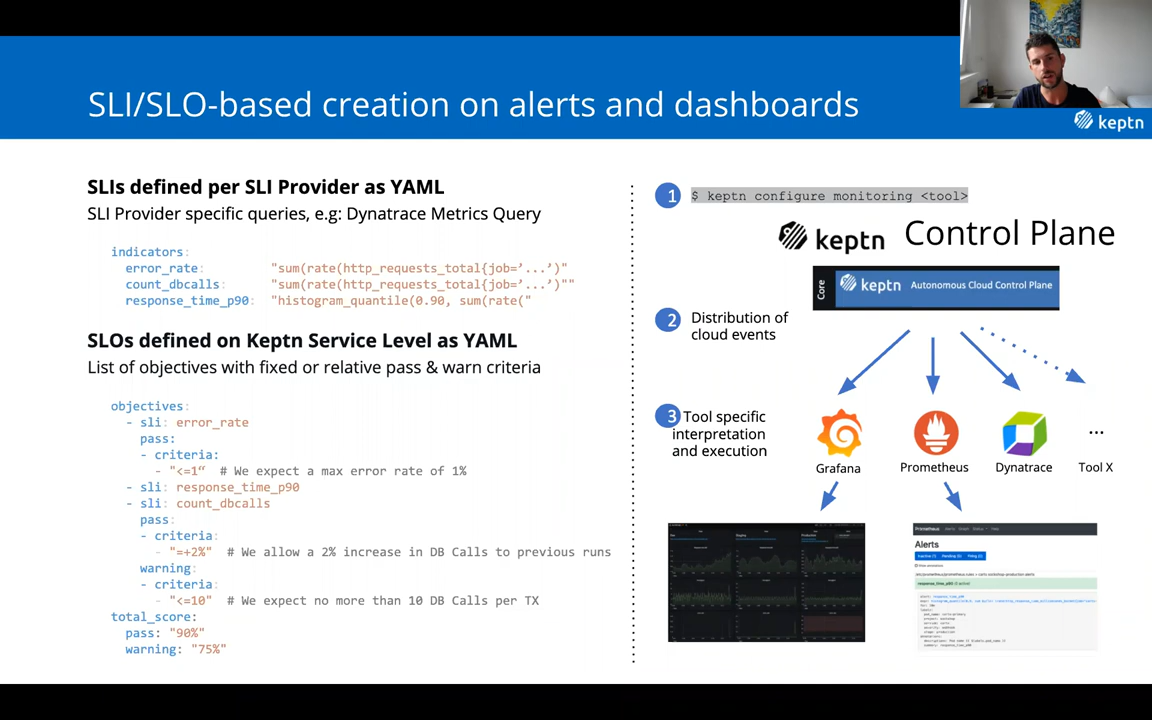 SLI/SLO-based creation on alerts and dashboards
keptn
SLIs defined per SLI Provider as YAML
SLI Provider specific queries, e.g: Dynatrace Metrics Query
indicators:
error_rate: "sum(rate(http_requests_total{job=’...’)"
count_dbcalls: "sum(rate(http_requests_total{job=’...’)""
response_time_p90: "histogram_quantile(0.90, sum(rate("
SLOs defined on Keptn Service Level as YAML
List of objectives with fixed or relative pass & warn criteria
objectives:
- sli: error_rate
pass:
- criteria:
- "<=1“ # We expect a max error rate of 1%
- sli: response_time_p90
- sli: count_dbcalls
pass:
- criteria:
- "=+2%" # We allow a 2% increase in DB Calls to previous runs
warning:
- criteria:
- "<=10" # We expect no more than 10 DB Calls per TX
total_score:
pass: "90%"
warning: "75%"
1 $ keptn configure monitoring <tool>
keptn Control Plane
Core keptn Autonomous Cloud Control Plane
2 Distribution of
cloud events
3 Tool specific
interpretation
and execution
Grafana Prometheus Dynatrace Tool X
...
Prometheus Alerts Graph Status Help
Alerts